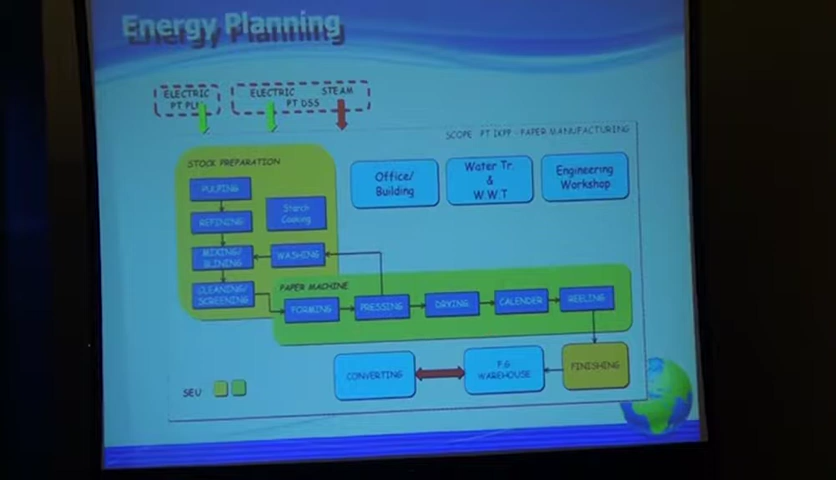 Energy Planning
ELECTRIC
PT PLN
ELECTRIC STEAM
PT DSS
SCOPE PT IKPP - PAPER MANUFACTURING
STOCK PREPARATION
PULPING
REFINING
Starch
Cooking
MIXING/
WASHING
CLEANING/
SCREENING
Office/
Building
Water Tr.
&
W.W.T
Engineering
Workshop
PAPER MACHINE
FORMING
PRESSING
DRYING
CALENDER
REELING
CONVERTING
F.G
WAREHOUSE
FINISHING
SEU